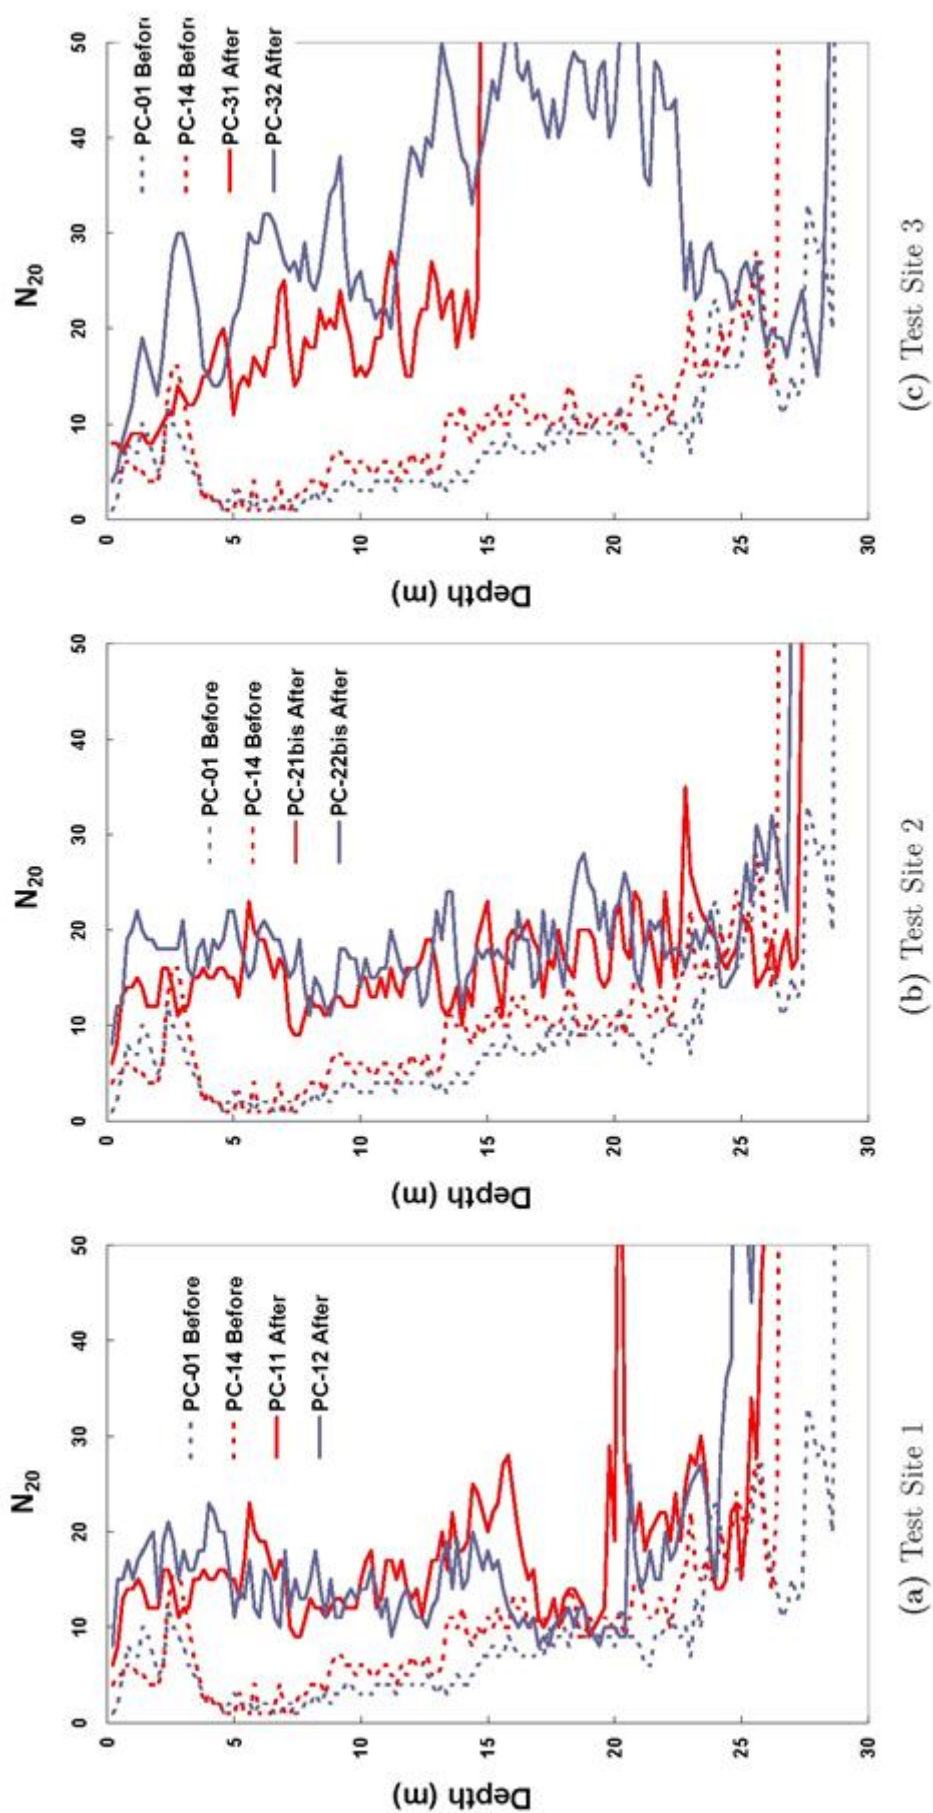 N20
0 10 20 30 40 50
PC-01 Before
PC-14 Before
PC-11 After
PC-12 After
Depth (m)
0
5
10
15
20
25
30
(a) Test Site 1
N20
0 10 20 30 40 50
PC-01 Before
PC-14 Before
PC-21bis After
PC-22bis After
Depth (m)
0
5
10
15
20
25
30
(b) Test Site 2
N20
0 10 20 30 40 50
PC-01 Befor
PC-14 Befor
PC-31 After
PC-32 After
Depth (m)
0
5
10
15
20
25
30
(c) Test Site 3